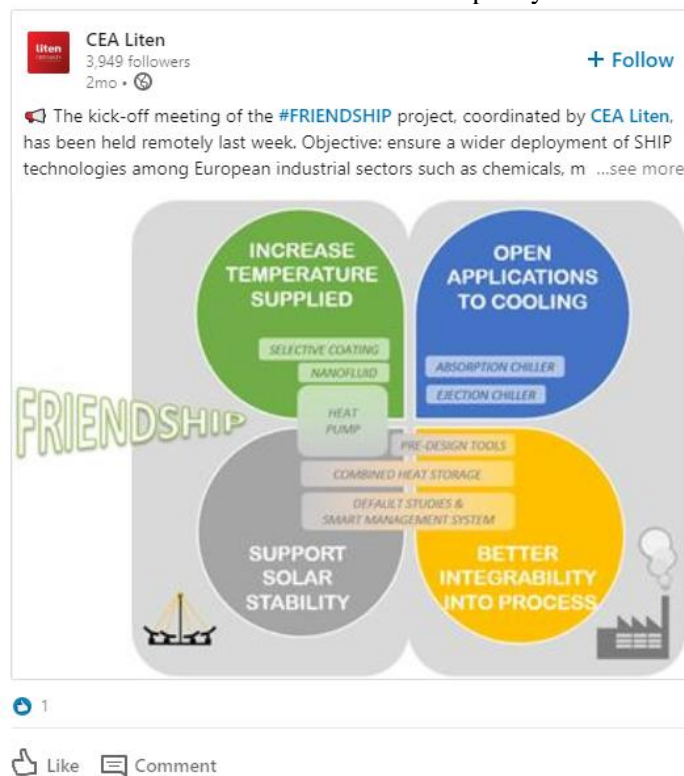 liten
CEA Liten
3,949 followers
2mo •
+ Follow
The kick-off meeting of the #FRIENDSHIP project, coordinated by CEA Liten,
has been held remotely last week. Objective: ensure a wider deployment of SHIP
technologies among European industrial sectors such as chemicals, m ...see more
INCREASE
TEMPERATURE
SUPPLIED
SELECTIVE COATING
NANOFLUID
OPEN
APPLICATIONS
TO COOLING
ABSORPTION CHILLER
EJECTION CHILLER
FRIENDSHIP
HEAT
PUMP
PRE-DESIGN TOOLS
COMBINED HEAT STORAGE
DEFAULT STUDIES &
SMART MANAGEMENT SYSTEM
SUPPORT
SOLAR
STABILITY
BETTER
INTEGRABILITY
INTO PROCESS
1
Like Comment